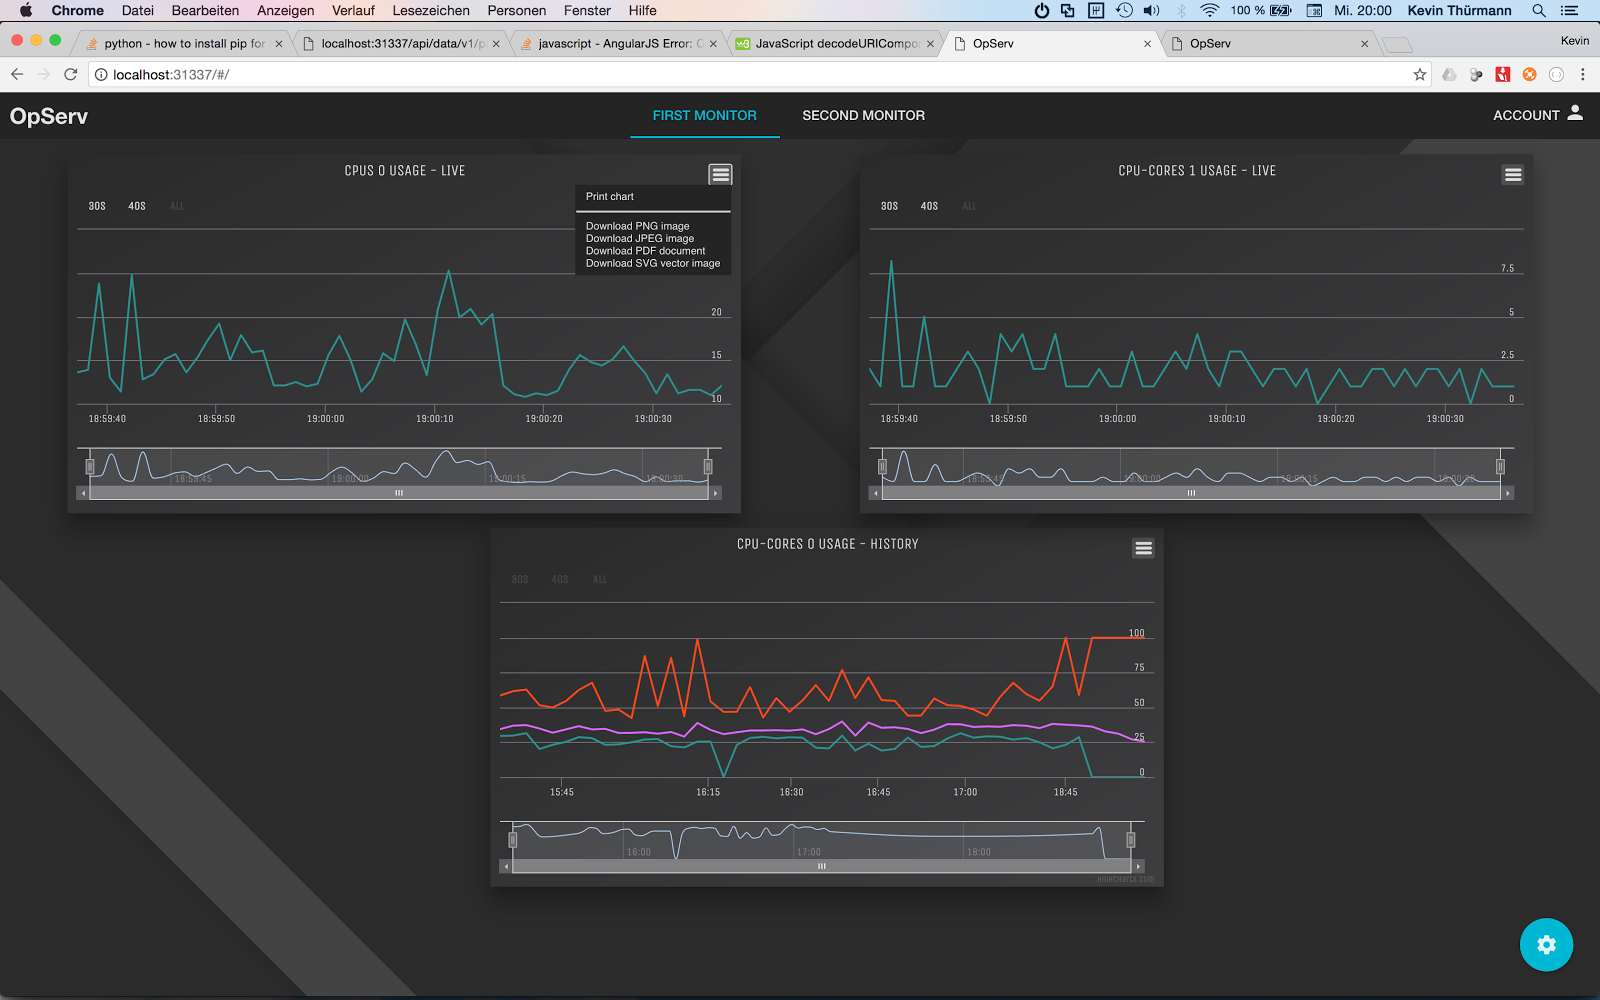 Chrome Datei Bearbeiten Anzeigen Verlauf Lesezeichen Personen Fenster Hilfe 100 % Mi. 20:00 Kevin Thürmann
python - how to install pip for × localhost:31337/api/data/v1/p × javascript - AngularJS Error: C × JavaScript decodeURICompor × OpServ × OpServ × Kevin
localhost:31337/#/
OpServ FIRST MONITOR SECOND MONITOR ACCOUNT
CPUS 0 USAGE - LIVE
30S 40S ALL
Print chart
Download PNG image
Download JPEG image
Download PDF document
Download SVG vector image
20
15
10
18:59:40 18:59:50 19:00:00 19:00:10 19:00:20 19:00:30
18:59:45 19:00:00 19:00:15 19:00:30
CPU-CORES 1 USAGE - LIVE
30S 40S ALL
7.5
5
2.5
0
18:59:40 18:59:50 19:00:00 19:00:10 19:00:20 19:00:30
18:59:45 19:00:00 19:00:15 19:00:30
CPU-CORES 0 USAGE - HISTORY
30S 40S ALL
100
75
50
25
0
15:45 16:15 16:30 16:45 17:00 18:45
16:00 17:00 18:00
Highcharts.com